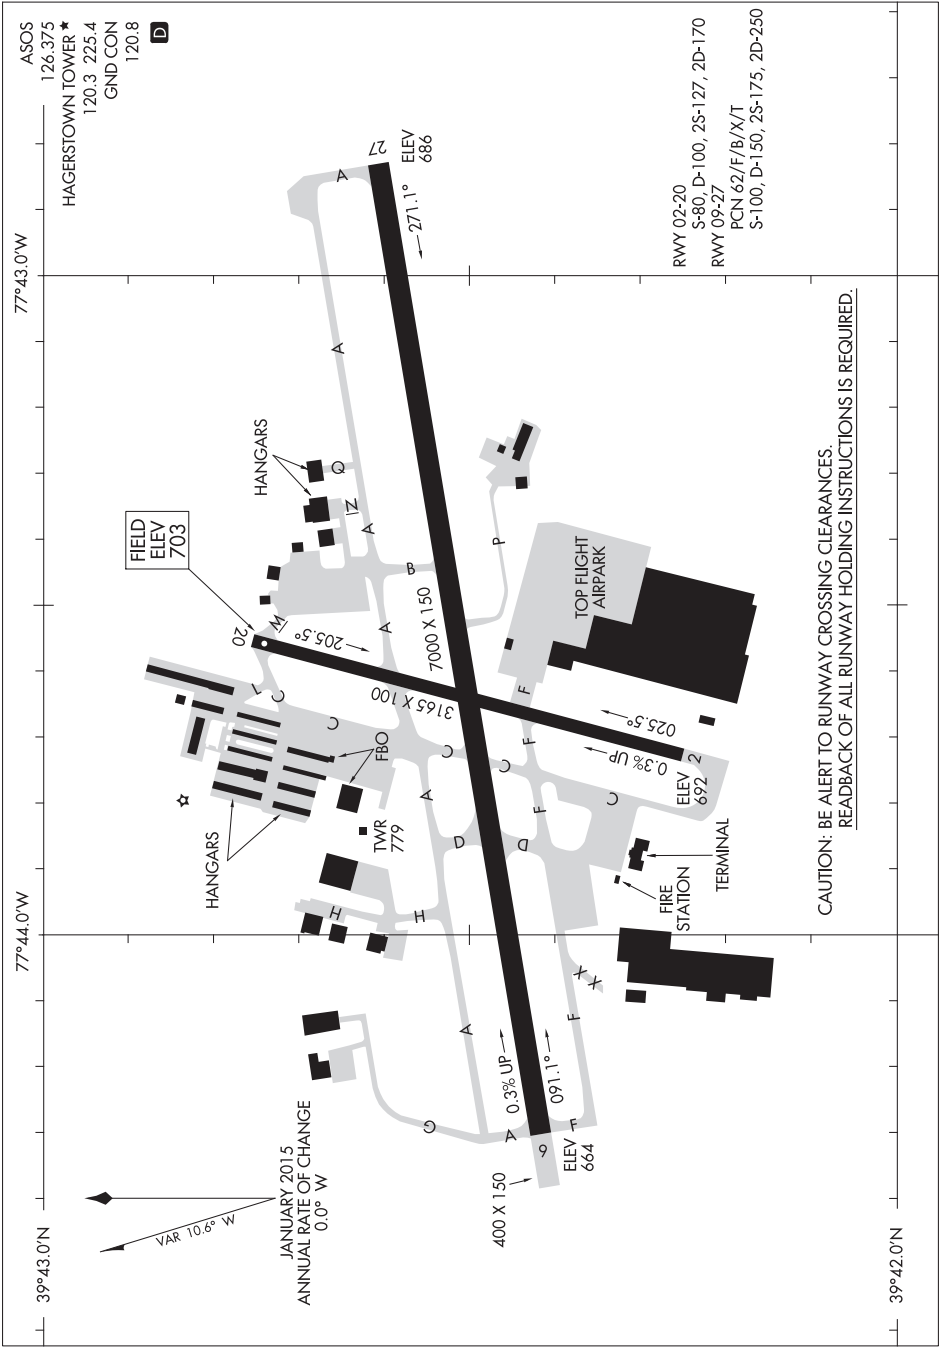 ASOS
126.375
HAGERSTOWN TOWER ★
120.3 225.4
GND CON
120.8
D
77°43.0'W
77°44.0'W
39°43.0'N
39°42.0'N
JANUARY 2015
ANNUAL RATE OF CHANGE
0.0° W
VAR 10.6° W
FIELD
ELEV
703
HANGARS
HANGARS
FBO
TWR
779
TOP FLIGHT
AIRPARK
FIRE
STATION
TERMINAL
27
ELEV
686
271.1°
7000 X 150
0.3% UP
091.1°
9
ELEV
664
400 X 150
20
205.5°
3165 X 100
025.5°
0.3% UP
2
ELEV
692
A
A
A
A
A
A
A
B
C
C
C
C
C
D
D
F
F
F
F
F
G
H
H
L
M
N
P
Q
X
X
RWY 02-20
S-80, D-100, 2S-127, 2D-170
RWY 09-27
PCN 62/F/B/X/T
S-100, D-150, 2S-175, 2D-250
CAUTION: BE ALERT TO RUNWAY CROSSING CLEARANCES.
READBACK OF ALL RUNWAY HOLDING INSTRUCTIONS IS REQUIRED.